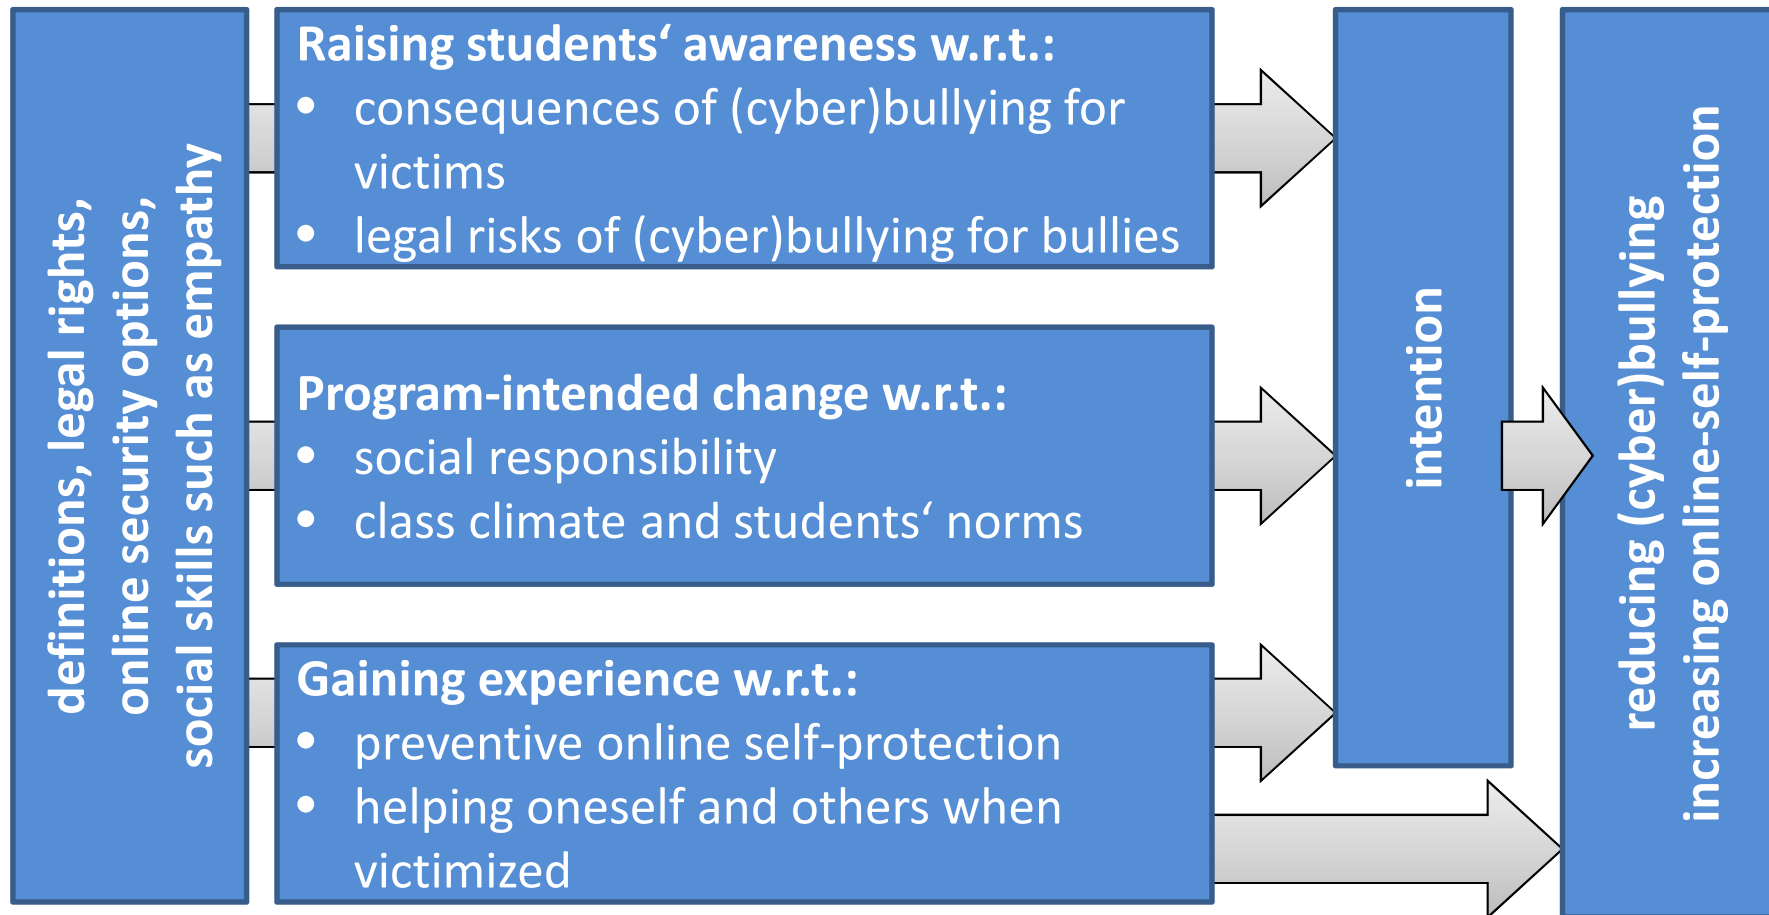 definitions, legal rights,
online security options,
social skills such as empathy
Raising students‘ awareness w.r.t.:
• consequences of (cyber)bullying for
victims
• legal risks of (cyber)bullying for bullies
Program-intended change w.r.t.:
• social responsibility
• class climate and students‘ norms
Gaining experience w.r.t.:
• preventive online self-protection
• helping oneself and others when
victimized
intention
reducing (cyber)bullying
increasing online-self-protection